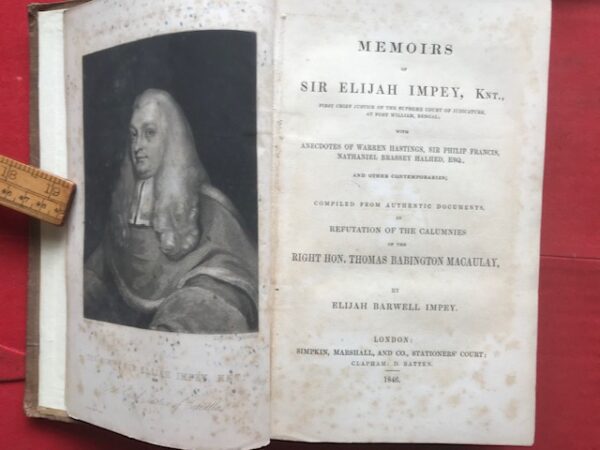 MEMOIRS
OF
SIR ELIJAH IMPEY, KNT.,
FIRST CHIEF JUSTICE OF THE SUPREME COURT OF JUDICATURE,
AT FORT WILLIAM, BENGAL;
WITH
ANECDOTES OF WARREN HASTINGS, SIR PHILIP FRANCIS,
NATHANIEL BRASSEY HALHED, ESQ.,
AND OTHER CONTEMPORARIES;
COMPILED FROM AUTHENTIC DOCUMENTS,
IN
REFUTATION OF THE CALUMNIES
OF THE
RIGHT HON. THOMAS BABINGTON MACAULAY,
BY
ELIJAH BARWELL IMPEY.
LONDON:
SIMPKIN, MARSHALL, AND CO., STATIONERS' COURT;
CLAPHAM: D. BATTEN.
1846.
ELIJAH IMPEY, KNT.